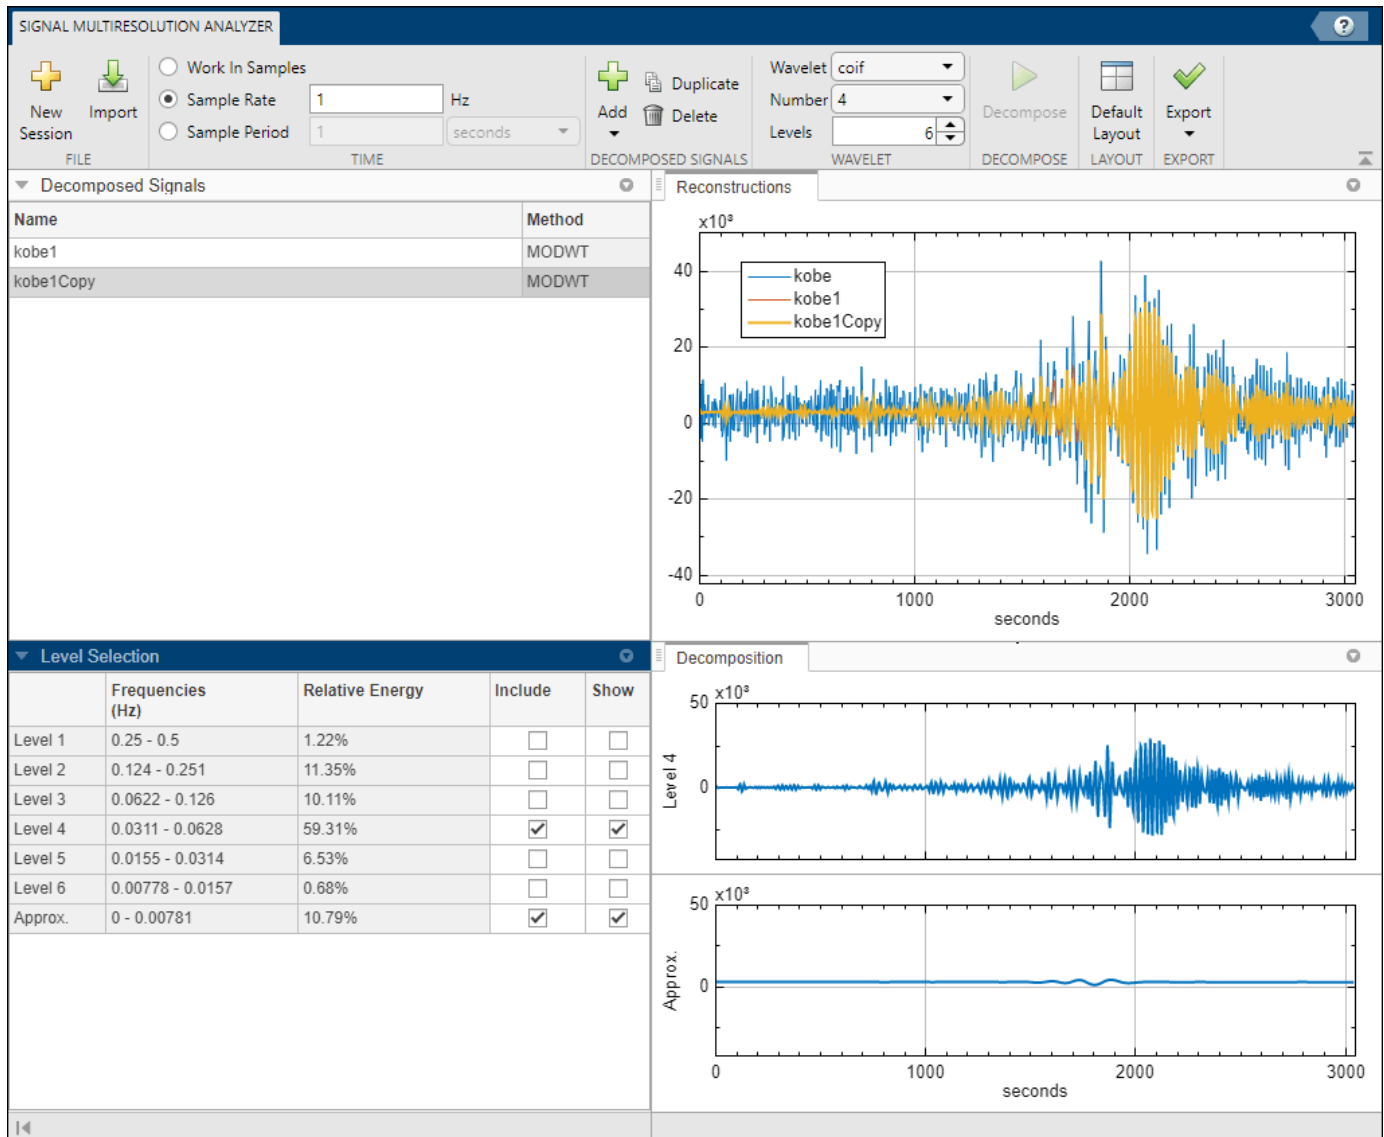 SIGNAL MULTIRESOLUTION ANALYZER
?
New Session
Import
FILE
Work In Samples
Sample Rate 1 Hz
Sample Period 1 seconds
TIME
Add
Duplicate
Delete
DECOMPOSED SIGNALS
Wavelet coif
Number 4
Levels 6
WAVELET
Decompose
DECOMPOSE
Default Layout
LAYOUT
Export
EXPORT
Decomposed Signals
Name Method
kobe1 MODWT
kobe1Copy MODWT
Reconstructions
x10³
40
20
0
-20
-40
kobe
kobe1
kobe1Copy
0 1000 2000 3000
seconds
Level Selection
Frequencies (Hz) Relative Energy Include Show
Level 1 0.25 - 0.5 1.22%
Level 2 0.124 - 0.251 11.35%
Level 3 0.0622 - 0.126 10.11%
Level 4 0.0311 - 0.0628 59.31%
Level 5 0.0155 - 0.0314 6.53%
Level 6 0.00778 - 0.0157 0.68%
Approx. 0 - 0.00781 10.79%
Decomposition
50 x10³
Level 4
0
50 x10³
Approx.
0
0 1000 2000 3000
seconds